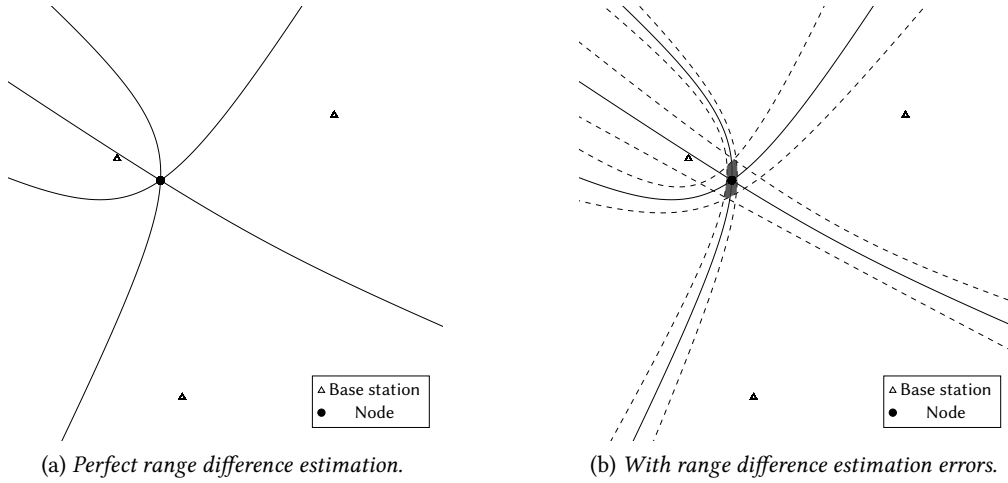 Base station
Node
(a) Perfect range difference estimation.
Base station
Node
(b) With range difference estimation errors.